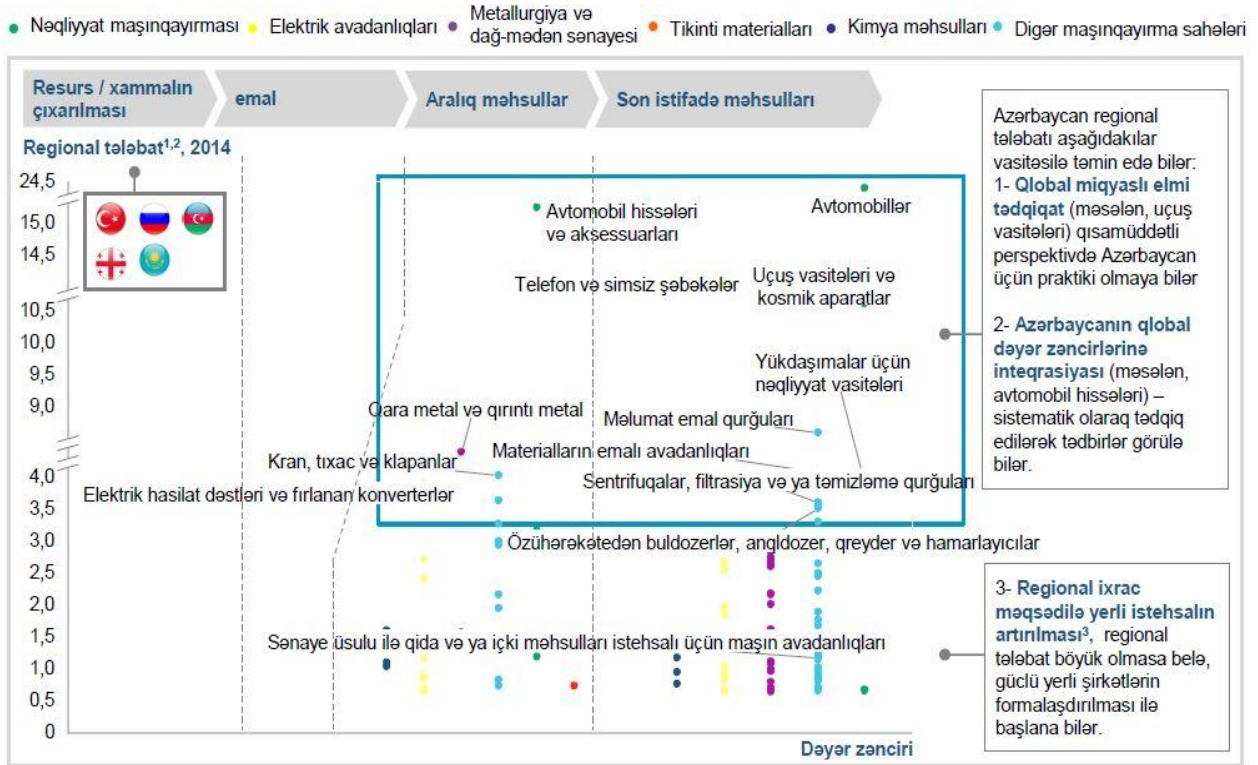 Nəqliyyat maşınqayırması
Elektrik avadanlıqları
Metallurgiya və
dağ-mədən sənayesi
Tikinti materialları
Kimya məhsulları
Digər maşınqayırma sahələri
Resurs / xammalın
çıxarılması
emal
Aralıq məhsullar
Son istifadə məhsulları
Regional tələbat1,2, 2014
24,5
15,0
14,5
10,5
10,0
9,5
9,0
4,0
3,5
3,0
2,5
2,0
1,5
1,0
0,5
0
Avtomobil hissələri
və aksessuarları
Avtomobillər
Telefon və simsiz şəbəkələr
Uçuş vasitələri və
kosmik aparatlar
Yükdaşımalar üçün
nəqliyyat vasitələri
Qara metal və qırıntı metal
Məlumat emal qurğuları
Kran, tıxac və klapanlar
Materialların emalı avadanlıqları
Sentrifuqalar, filtrasiya və ya təmizləmə qurğuları
Elektrik hasilat dəstləri və fırlanan konverterlər
Özühərəkətedən buldozerlər, anqldozer, qreyder və hamarlayıcılar
Sənaye üsulu ilə qida və ya içki məhsulları istehsalı üçün maşın avadanlıqları
Dəyər zənciri
Azərbaycan regional
tələbatı aşağıdakılar
vasitəsilə təmin edə bilər:
1- Qlobal miqyaslı elmi
tədqiqat (məsələn, uçuş
vasitələri) qısamüddətli
perspektivdə Azərbaycan
üçün praktiki olmaya bilər
2- Azərbaycanın qlobal
dəyər zəncirlərinə
inteqrasiyası (məsələn,
avtomobil hissələri) –
sistematik olaraq tədqiq
edilərək tədbirlər görülə
bilər.
3- Regional ixrac
məqsədilə yerli istehsalın
artırılması3, regional
tələbat böyük olmasa belə,
güclü yerli şirkətlərin
formalaşdırılması ilə
başlana bilər.